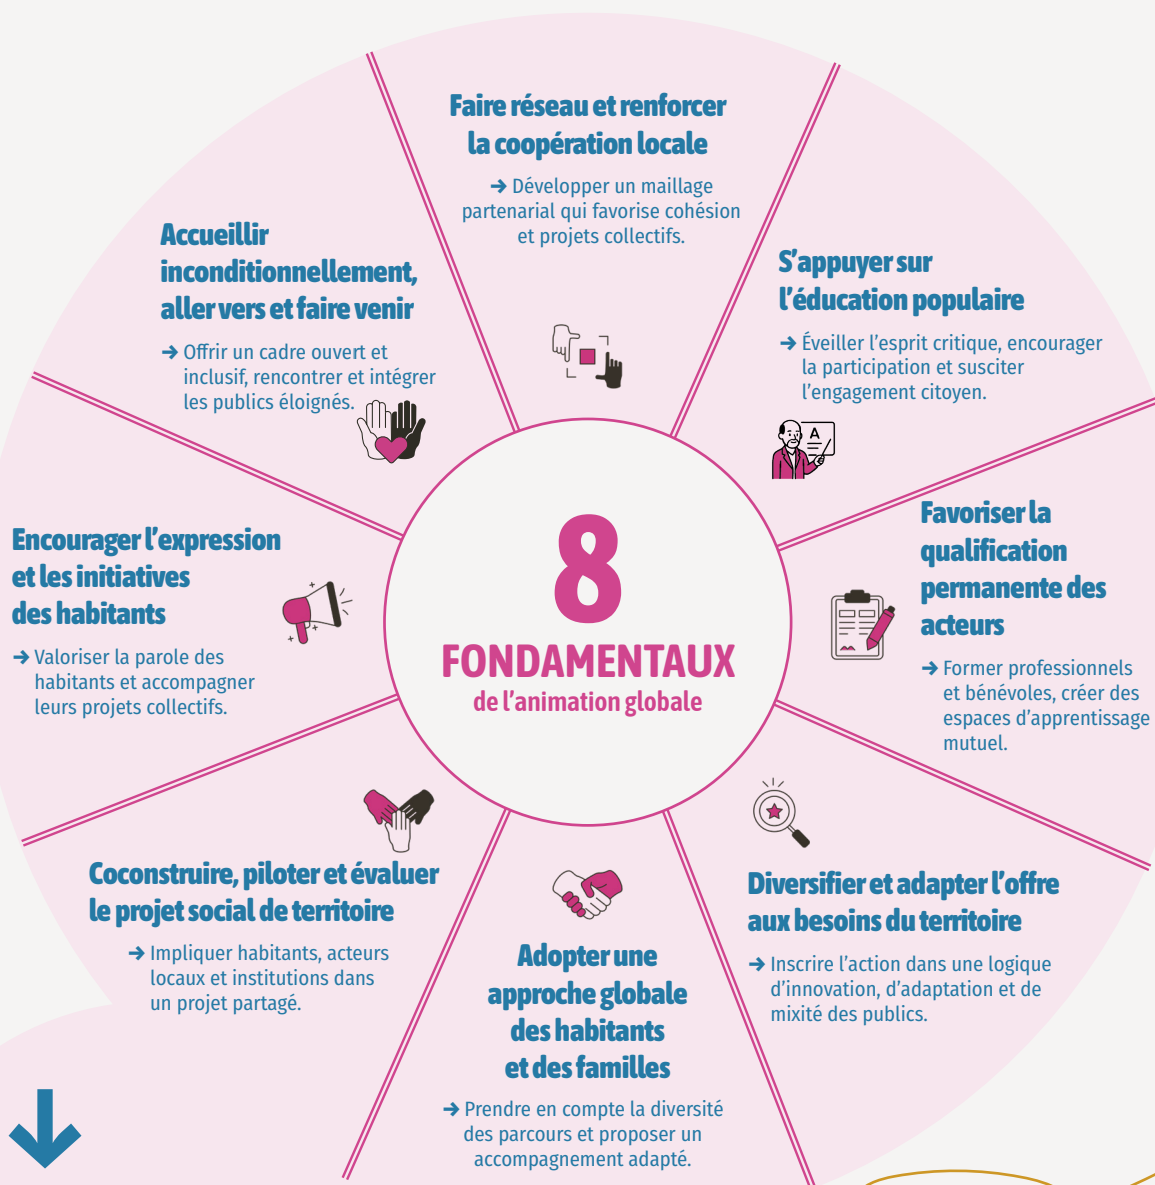 Faire réseau et renforcer
la coopération locale
→ Développer un maillage
partenarial qui favorise cohésion
et projets collectifs.
Accueillir
inconditionnellement,
aller vers et faire venir
→ Offrir un cadre ouvert et
inclusif, rencontrer et intégrer
les publics éloignés.
S'appuyer sur
l'éducation populaire
→ Éveiller l'esprit critique, encourager
la participation et susciter
l'engagement citoyen.
A
Encourager l'expression
et les initiatives
des habitants
→ Valoriser la parole des
habitants et accompagner
leurs projets collectifs.
8
FONDAMENTAUX
de l'animation globale
Favoriser la
qualification
permanente des
acteurs
→ Former professionnels
et bénévoles, créer des
espaces d'apprentissage
mutuel.
Coconstruire, piloter et évaluer
le projet social de territoire
→ Impliquer habitants, acteurs
locaux et institutions dans
un projet partagé.
Adopter une
approche globale
des habitants
et des familles
→ Prendre en compte la diversité
des parcours et proposer un
accompagnement adapté.
Diversifier et adapter l'offre
aux besoins du territoire
→ Inscrire l'action dans une logique
d'innovation, d'adaptation et de
mixité des publics.